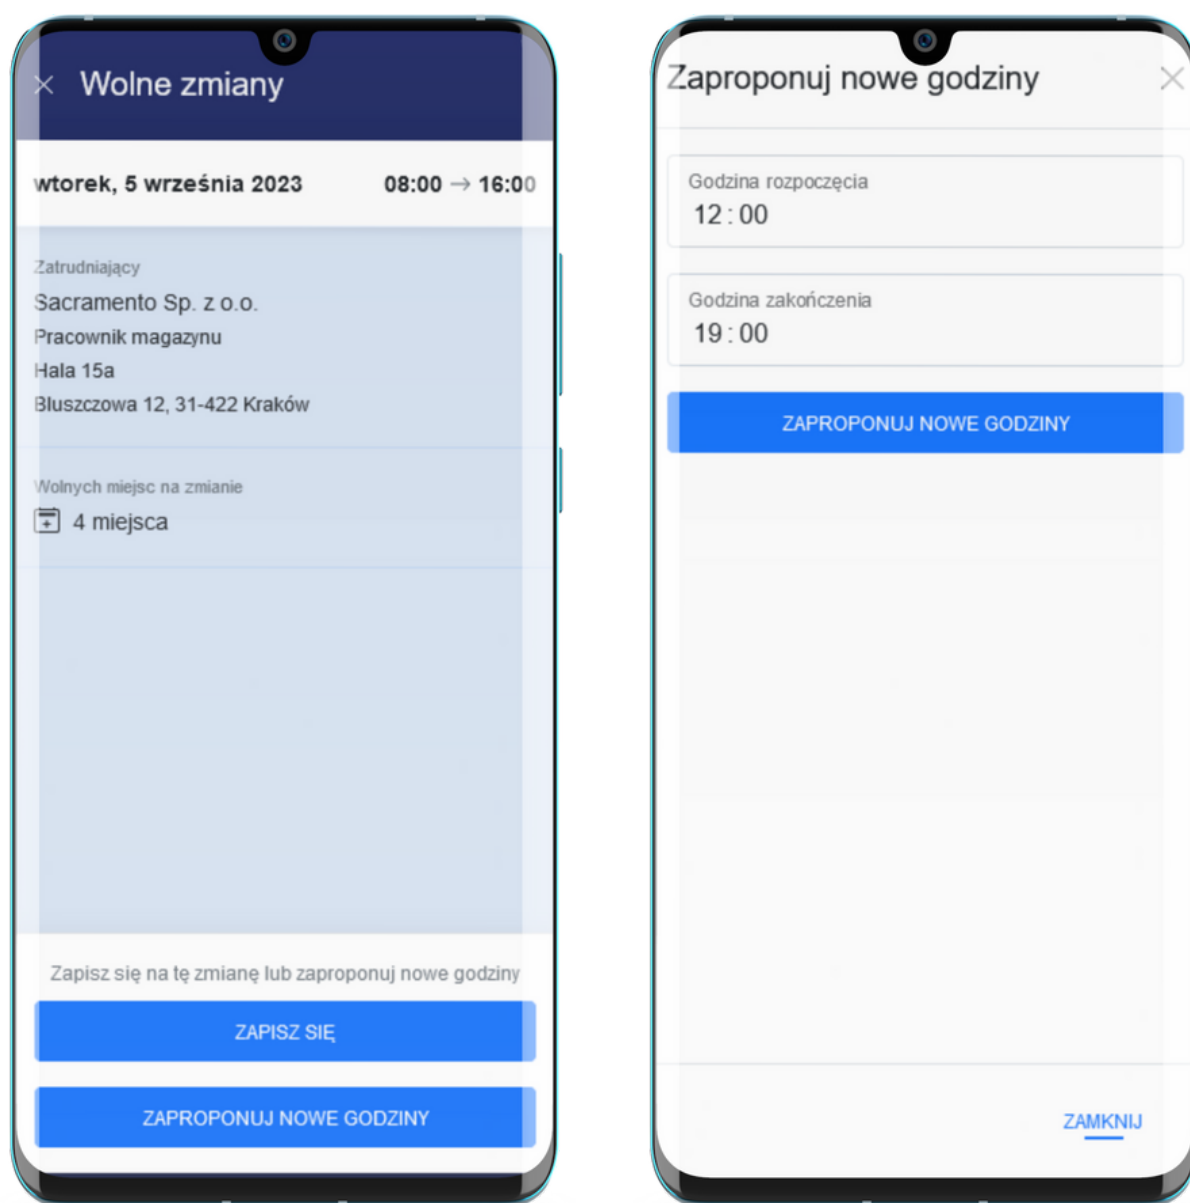 Wolne zmiany
wtorek, 5 września 2023 08:00 → 16:00
Zatrudniający
Sacramento Sp. z o.o.
Pracownik magazynu
Hala 15a
Bluszczowa 12, 31-422 Kraków
Wolnych miejsc na zmianie
4 miejsca
Zapisz się na tę zmianę lub zaproponuj nowe godziny
ZAPISZ SIĘ
ZAPROPONUJ NOWE GODZINY
Zaproponuj nowe godziny
Godzina rozpoczęcia
12 : 00
Godzina zakończenia
19 : 00
ZAPROPONUJ NOWE GODZINY
ZAMKNIJ